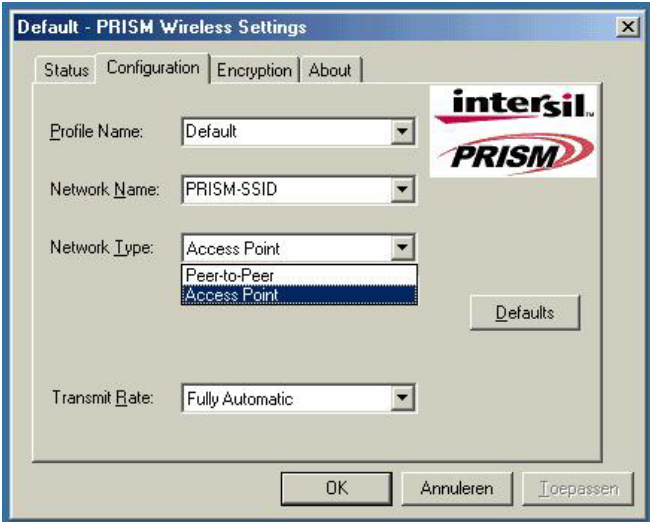 Default - PRISM Wireless Settings
Status Configuration Encryption About
intersil™
PRISM
Profile Name: Default
Network Name: PRISM-SSID
Network Type: Access Point
Peer-to-Peer
Access Point
Defaults
Transmit Rate: Fully Automatic
OK Annuleren Toepassen